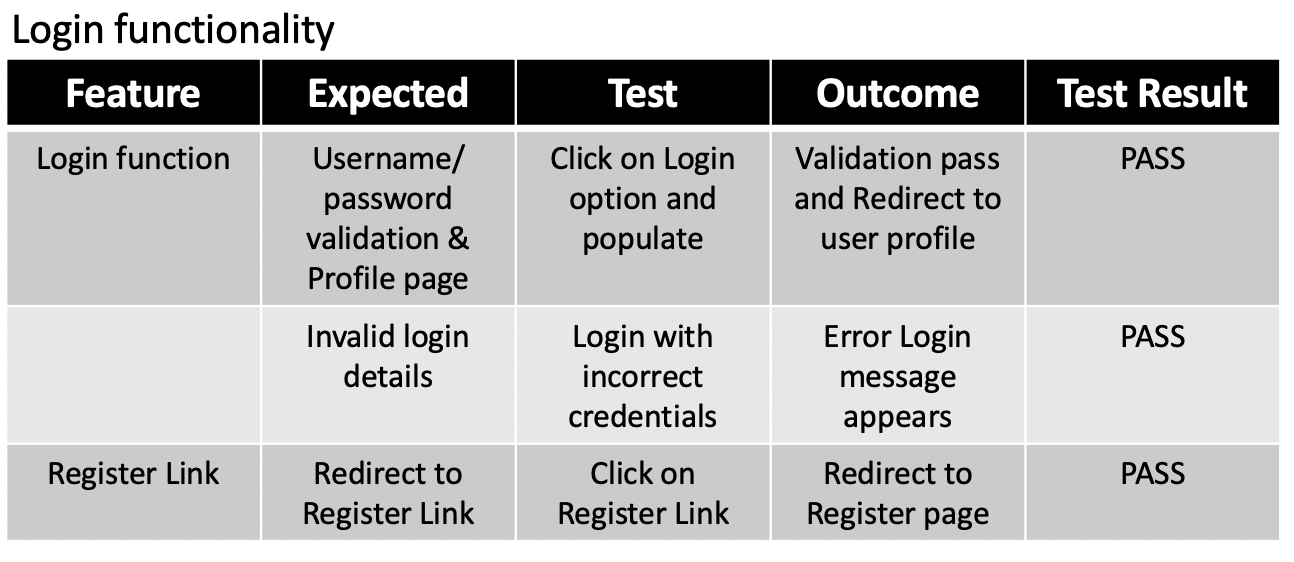 Login functionality
Feature Expected Test Outcome Test Result
Login function
Username/
password
validation &
Profile page
Click on Login
option and
populate
Validation pass
and Redirect to
user profile
PASS
Invalid login
details
Login with
incorrect
credentials
Error Login
message
appears
PASS
Register Link
Redirect to
Register Link
Click on
Register Link
Redirect to
Register page
PASS